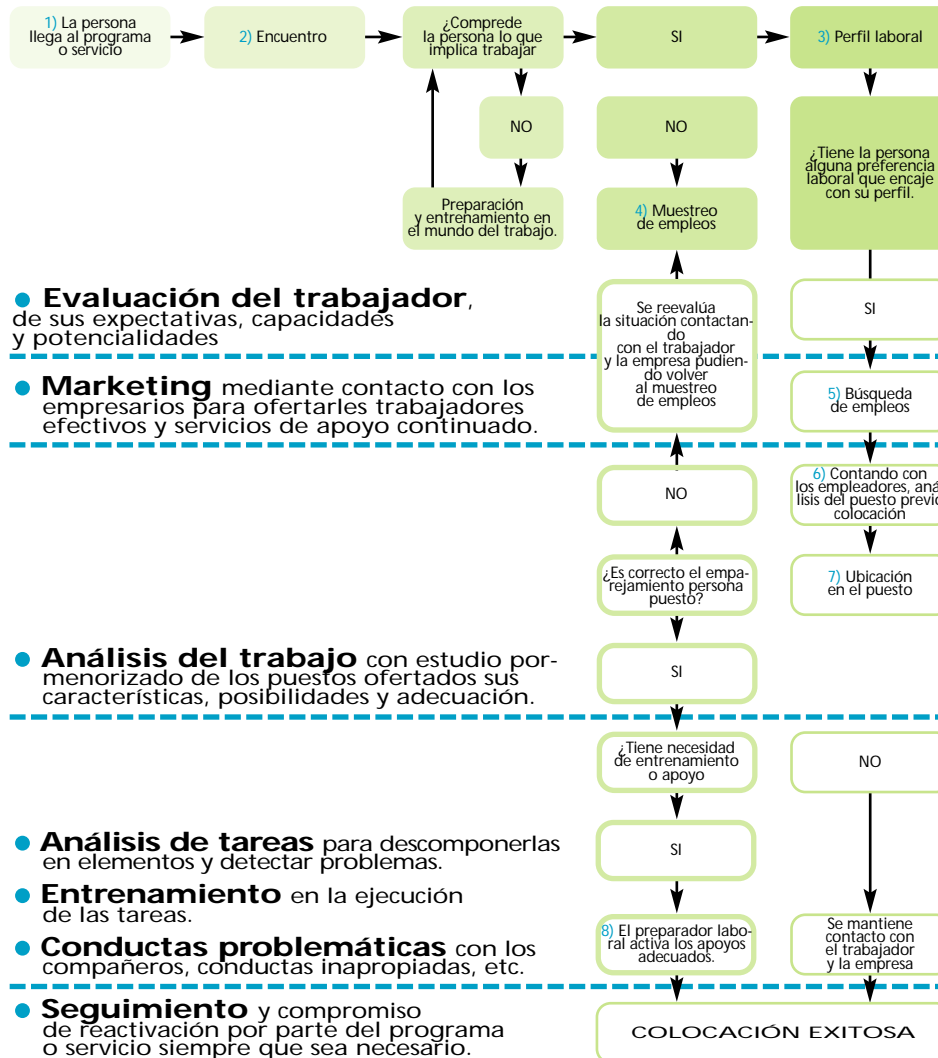 1) La persona
llega al programa
o servicio
2) Encuentro
¿Comprede
la persona lo que
implica trabajar
SI
3) Perfil laboral
NO
NO
¿Tiene la persona
alguna preferencia
laboral que encaje
con su perfil.
Preparación
y entrenamiento en
el mundo del trabajo.
4) Muestreo
de empleos
● Evaluación del trabajador,
de sus expectativas, capacidades
y potencialidades
Se reevalúa
la situación contactan-
do
con el trabajador
y la empresa pudien-
do volver
al muestreo
de empleos
SI
● Marketing mediante contacto con los
empresarios para ofertarles trabajadores
efectivos y servicios de apoyo continuado.
5) Búsqueda
de empleos
NO
6) Contando con
los empleadores, aná
lisis del puesto previo
colocación
¿Es correcto el empa-
rejamiento persona
puesto?
7) Ubicación
en el puesto
● Análisis del trabajo con estudio por-
menorizado de los puestos ofertados sus
características, posibilidades y adecuación.
SI
¿Tiene necesidad
de entrenamiento
o apoyo
NO
● Análisis de tareas para descomponerlas
en elementos y detectar problemas.
SI
● Entrenamiento en la ejecución
de las tareas.
● Conductas problemáticas con los
compañeros, conductas inapropiadas, etc.
8) El preparador labo-
ral activa los apoyos
adecuados.
Se mantiene
contacto con
el trabajador
y la empresa
● Seguimiento y compromiso
de reactivación por parte del programa
o servicio siempre que sea necesario.
COLOCACIÓN EXITOSA